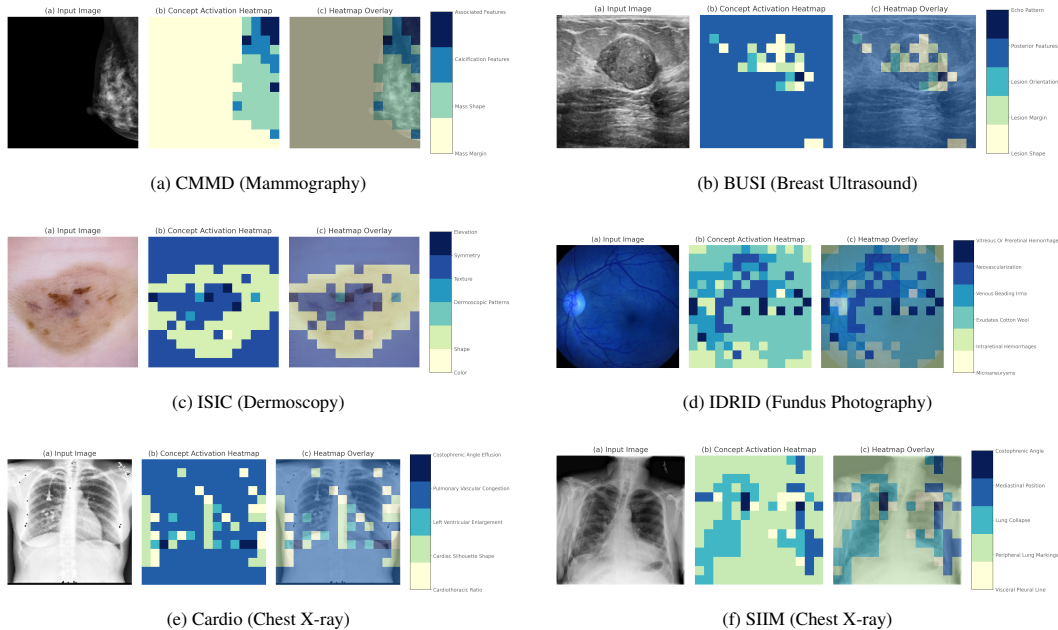 (a) Input Image
(b) Concept Activation Heatmap
(c) Heatmap Overlay
Associated Features
Calcification Features
Mass Shape
Mass Margin
(a) CMMD (Mammography)
(a) Input Image
(b) Concept Activation Heatmap
(c) Heatmap Overlay
Echo Pattern
Posterior Features
Lesion Orientation
Lesion Margin
Lesion Shape
(b) BUSI (Breast Ultrasound)
(a) Input Image
(b) Concept Activation Heatmap
(c) Heatmap Overlay
Elevation
Symmetry
Texture
Dermoscopic Patterns
Shape
Color
(c) ISIC (Dermoscopy)
(a) Input Image
(b) Concept Activation Heatmap
(c) Heatmap Overlay
Vitreous Or Preretinal Hemorrhage
Neovascularization
Venous Beading Irma
Exudates Cotton Wool
Intraretinal Hemorrhages
Microaneurysms
(d) IDRID (Fundus Photography)
(a) Input Image
(b) Concept Activation Heatmap
(c) Heatmap Overlay
Costophrenic Angle Effusion
Pulmonary Vascular Congestion
Left Ventricular Enlargement
Cardiac Silhouette Shape
Cardiothoracic Ratio
(e) Cardio (Chest X-ray)
(a) Input Image
(b) Concept Activation Heatmap
(c) Heatmap Overlay
Costophrenic Angle
Mediastinal Position
Lung Collapse
Peripheral Lung Markings
Visceral Pleural Line
(f) SIIM (Chest X-ray)